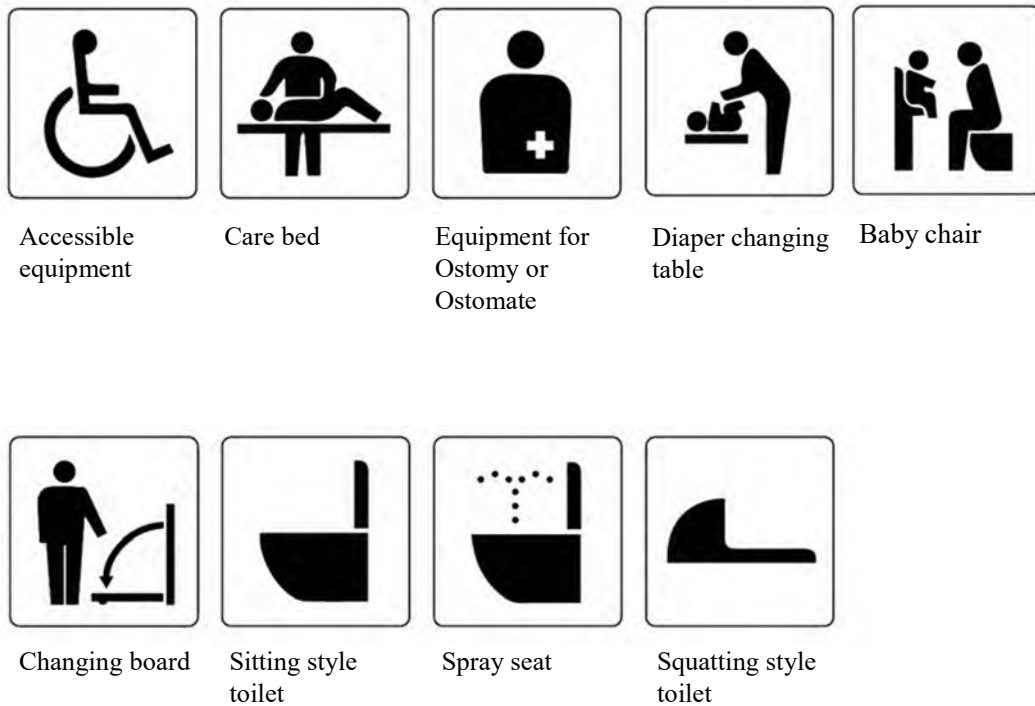 Accessible
equipment
Care bed
Equipment for
Ostomy or
Ostomate
Diaper changing
table
Baby chair
Changing board
Sitting style
toilet
Spray seat
Squatting style
toilet